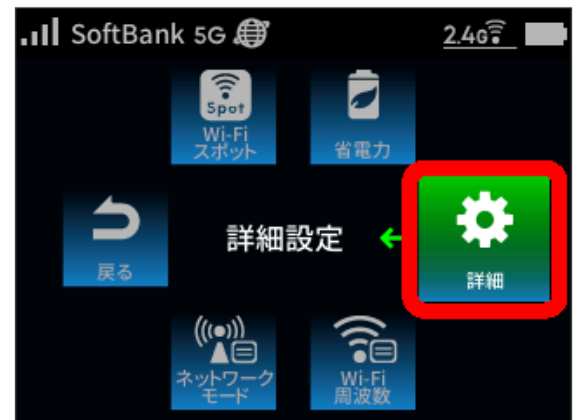 SoftBank 5G 2.4G
Spot
Wi-Fi
スポット
省電力
戻る
詳細設定
詳細
ネットワーク
モード
Wi-Fi
周波数